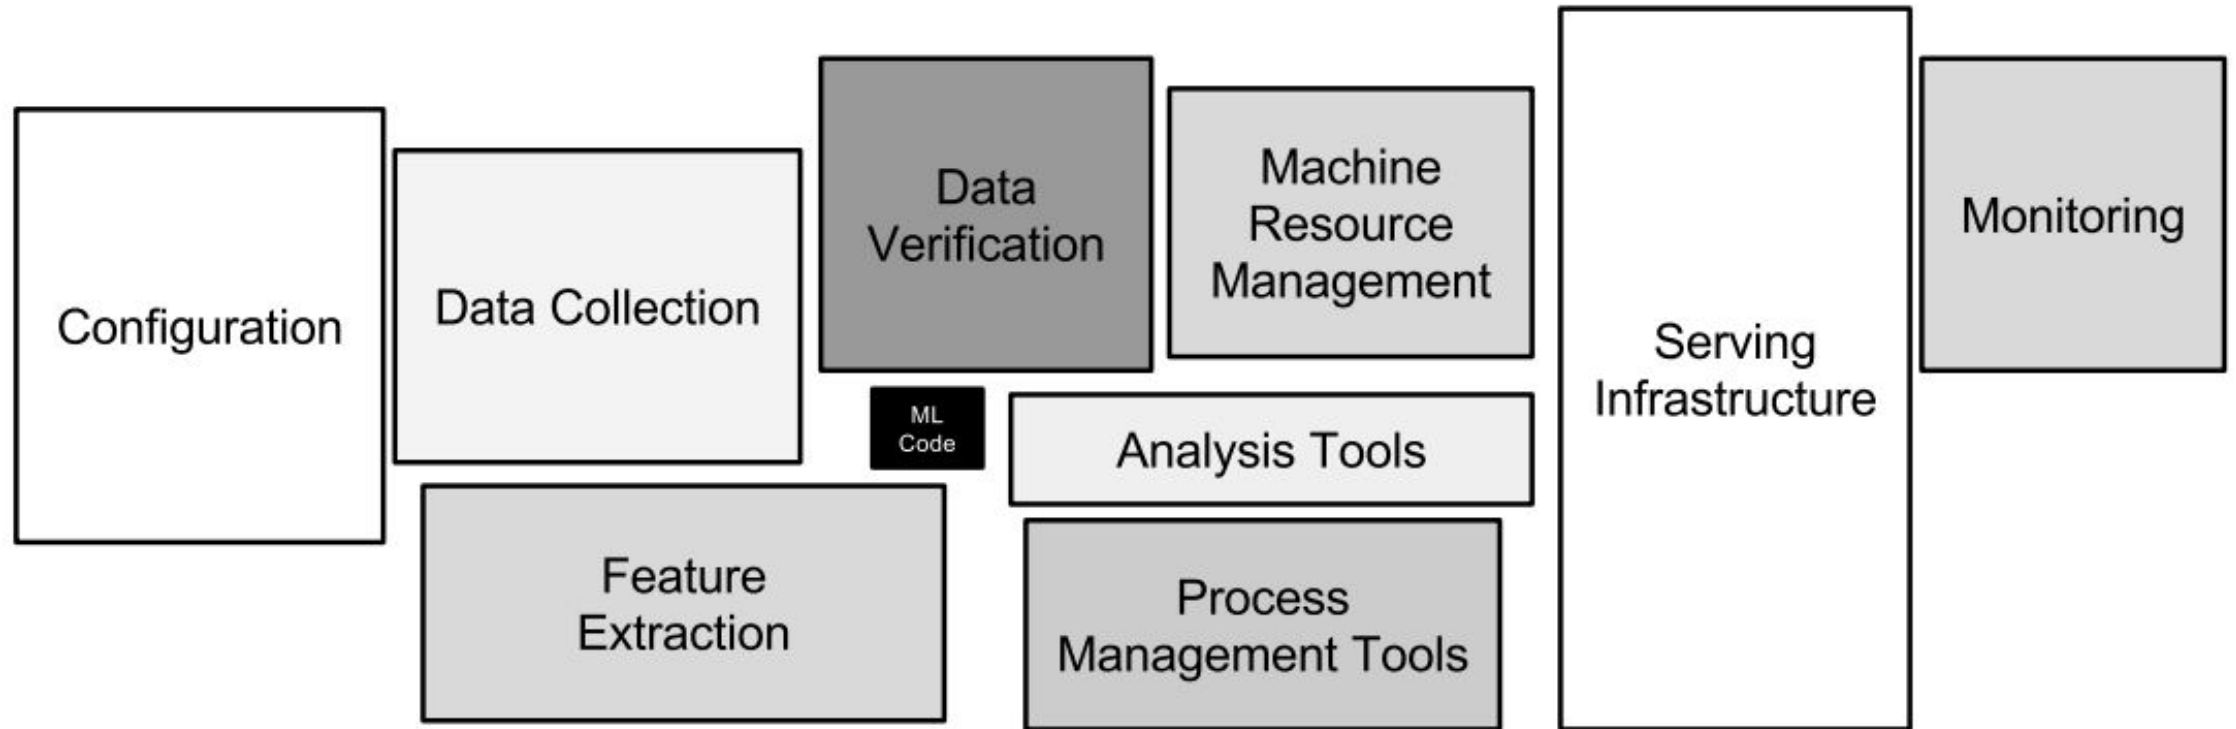 Configuration
Data Collection
Data
Verification
Machine
Resource
Management
Monitoring
Serving
Infrastructure
ML
Code
Analysis Tools
Feature
Extraction
Process
Management Tools